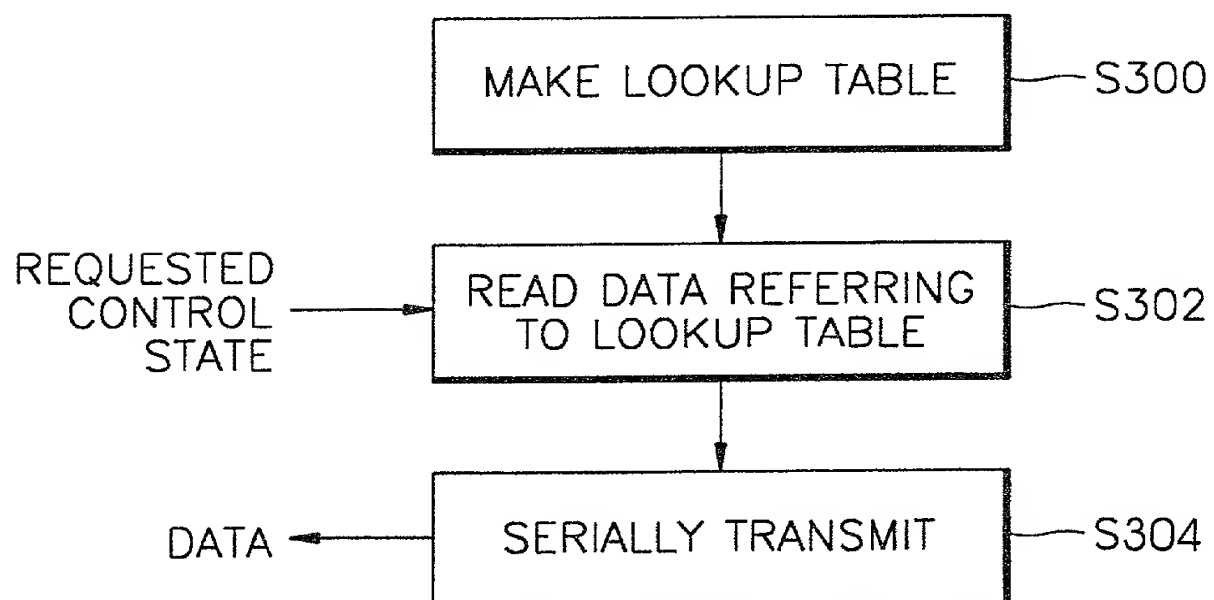 MAKE LOOKUP TABLE
S300
REQUESTED
CONTROL
STATE
READ DATA REFERRING
TO LOOKUP TABLE
S302
DATA
SERIALLY TRANSMIT
S304